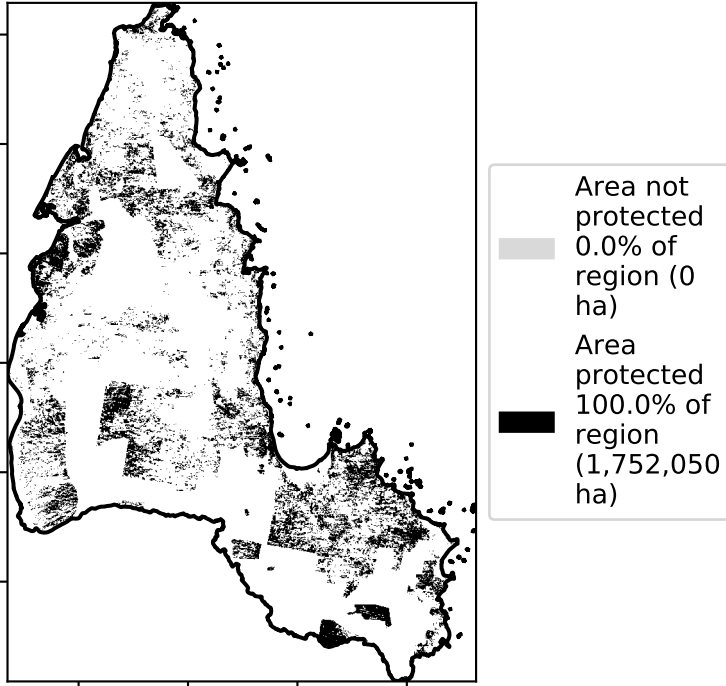 Area not
protected
0.0% of
region (0
ha)
Area
protected
100.0% of
region
(1,752,050
ha)